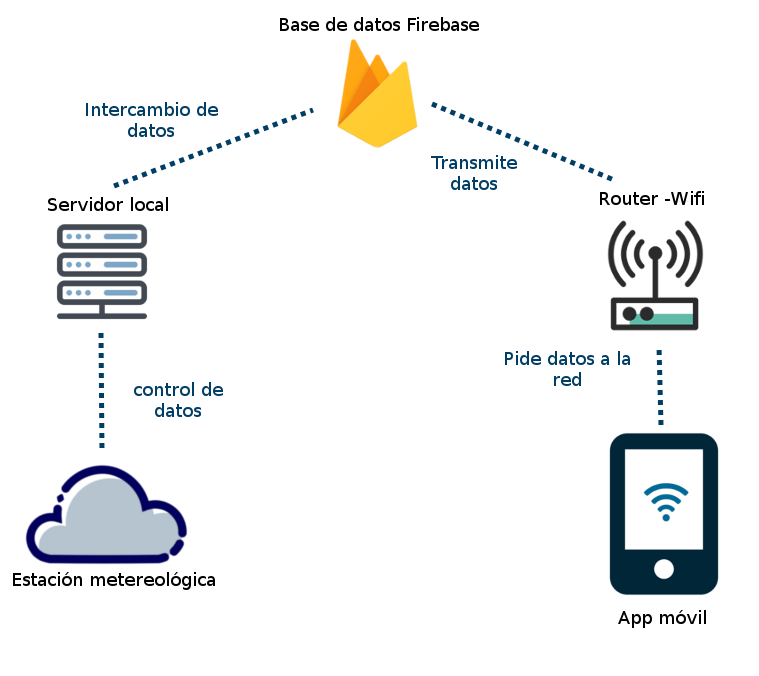 Base de datos Firebase
Intercambio de
datos
Transmite
datos
Servidor local
Router -Wifi
Pide datos a la
red
control de
datos
Estación metereológica
App móvil